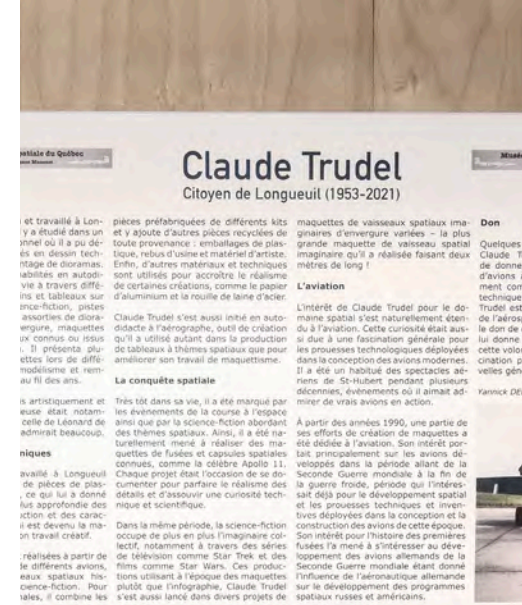 spatiale du Québec
Musée
Claude Trudel
Citoyen de Longueuil (1953-2021)
et travaillé à Lon-
y a étudié dans un
onnel où il a pu dé-
és en dessin tech-
ntage de dioramas.
habilités en autodi-
vie à travers diffé-
ins et tableaux sur
ence-fiction, pistes
assorties de diora-
vergure, maquettes
ux connus ou issus
. Il présenta plu-
ettes lors de diffé-
modélisme et rem-
au fil des ans.
s artistiquement et
euse était notam-
celle de Léonard de
admirait beaucoup.
niques
availlé à Longueuil
de pièces de plas-
, ce qui lui a donné
lus approfondie des
ction et des carac-
i est devenu la ma-
on travail créatif.
réalisées à partir de
de différents avions,
eaux spatiaux his-
cience-fiction. Pour
ales, il combine les
pièces préfabriquées de différents kits
et y ajoute d'autres pièces recyclées de
toute provenance : emballages de plas-
tique, rebus d'usine et matériel d'artiste.
Enfin, d'autres matériaux et techniques
sont utilisés pour accroître le réalisme
de certaines créations, comme le papier
d'aluminium et la rouille de laine d'acier.
Claude Trudel s'est aussi initié en auto-
didacte à l'aérographe, outil de création
qu'il a utilisé autant dans la production
de tableaux à thèmes spatiaux que pour
améliorer son travail de maquettisme.
La conquête spatiale
Très tôt dans sa vie, il a été marqué par
les évènements de la course à l'espace
ainsi que par la science-fiction abordant
des thèmes spatiaux. Ainsi, il a été na-
turellement mené à réaliser des ma-
quettes de fusées et capsules spatiales
connues, comme la célèbre Apollo 11.
Chaque projet était l'occasion de se do-
cumenter pour parfaire le réalisme des
détails et d'assouvir une curiosité tech-
nique et scientifique.
Dans la même période, la science-fiction
occupe de plus en plus l'imaginaire col-
lectif, notamment à travers des séries
de télévision comme Star Trek et des
films comme Star Wars. Ces produc-
tions utilisant à l'époque des maquettes
plutôt que l'infographie, Claude Trudel
s'est aussi lancé dans divers projets de
maquettes de vaisseaux spatiaux ima-
ginaires d'envergure variées – la plus
grande maquette de vaisseau spatial
imaginaire qu'il a réalisée faisant deux
mètres de long !
L'aviation
L'intérêt de Claude Trudel pour le do-
maine spatial s'est naturellement éten-
du à l'aviation. Cette curiosité était aus-
si due à une fascination générale pour
les prouesses technologiques déployées
dans la conception des avions modernes.
Il a été un habitué des spectacles aé-
riens de St-Hubert pendant plusieurs
décennies, évènements où il aimait ad-
mirer de vrais avions en action.
À partir des années 1990, une partie de
ses efforts de création de maquettes a
été dédiée à l'aviation. Son intérêt por-
tait principalement sur les avions dé-
veloppés dans la période allant de la
Seconde Guerre mondiale à la fin de
la guerre froide, période qui l'intéres-
sait déjà pour le développement spatial
et les prouesses techniques et inven-
tives déployées dans la conception et la
construction des avions de cette époque.
Son intérêt pour l'histoire des premières
fusées l'a mené à s'intéresser au déve-
loppement des avions allemands de la
Seconde Guerre mondiale étant donné
l'influence de l'aéronautique allemande
sur le développement des programmes
spatiaux russes et américains.
Don
Quelques
Claude T
de donne
d'avions
ment com
technique
Trudel est
de l'aéros
le don de
lui donne
cette volo
cination p
velles gén
Yannick DE